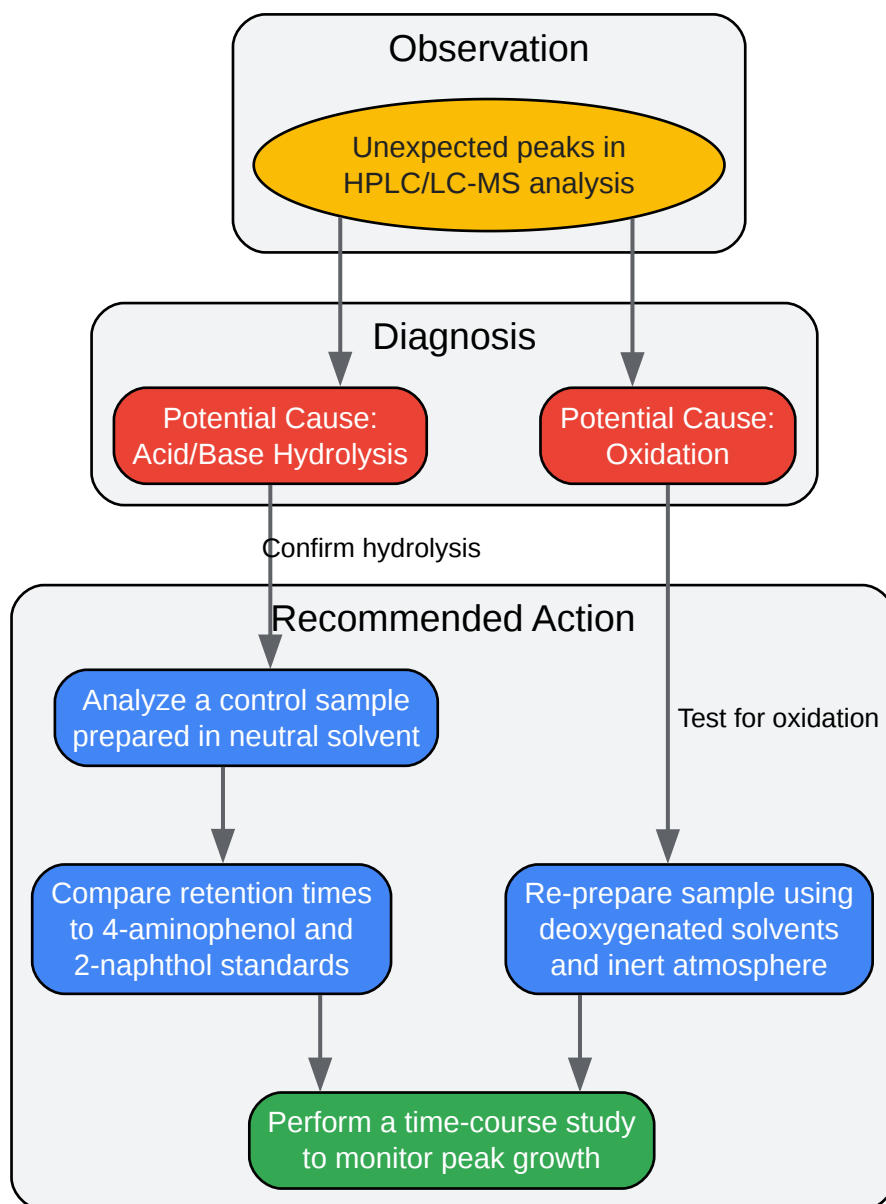 Observation
Unexpected peaks in
HPLC/LC-MS analysis
Diagnosis
Potential Cause:
Acid/Base Hydrolysis
Potential Cause:
Oxidation
Confirm hydrolysis
Recommended Action
Analyze a control sample
prepared in neutral solvent
Test for oxidation
Compare retention times
to 4-aminophenol and
2-naphthol standards
Re-prepare sample using
deoxygenated solvents
and inert atmosphere
Perform a time-course study
to monitor peak growth